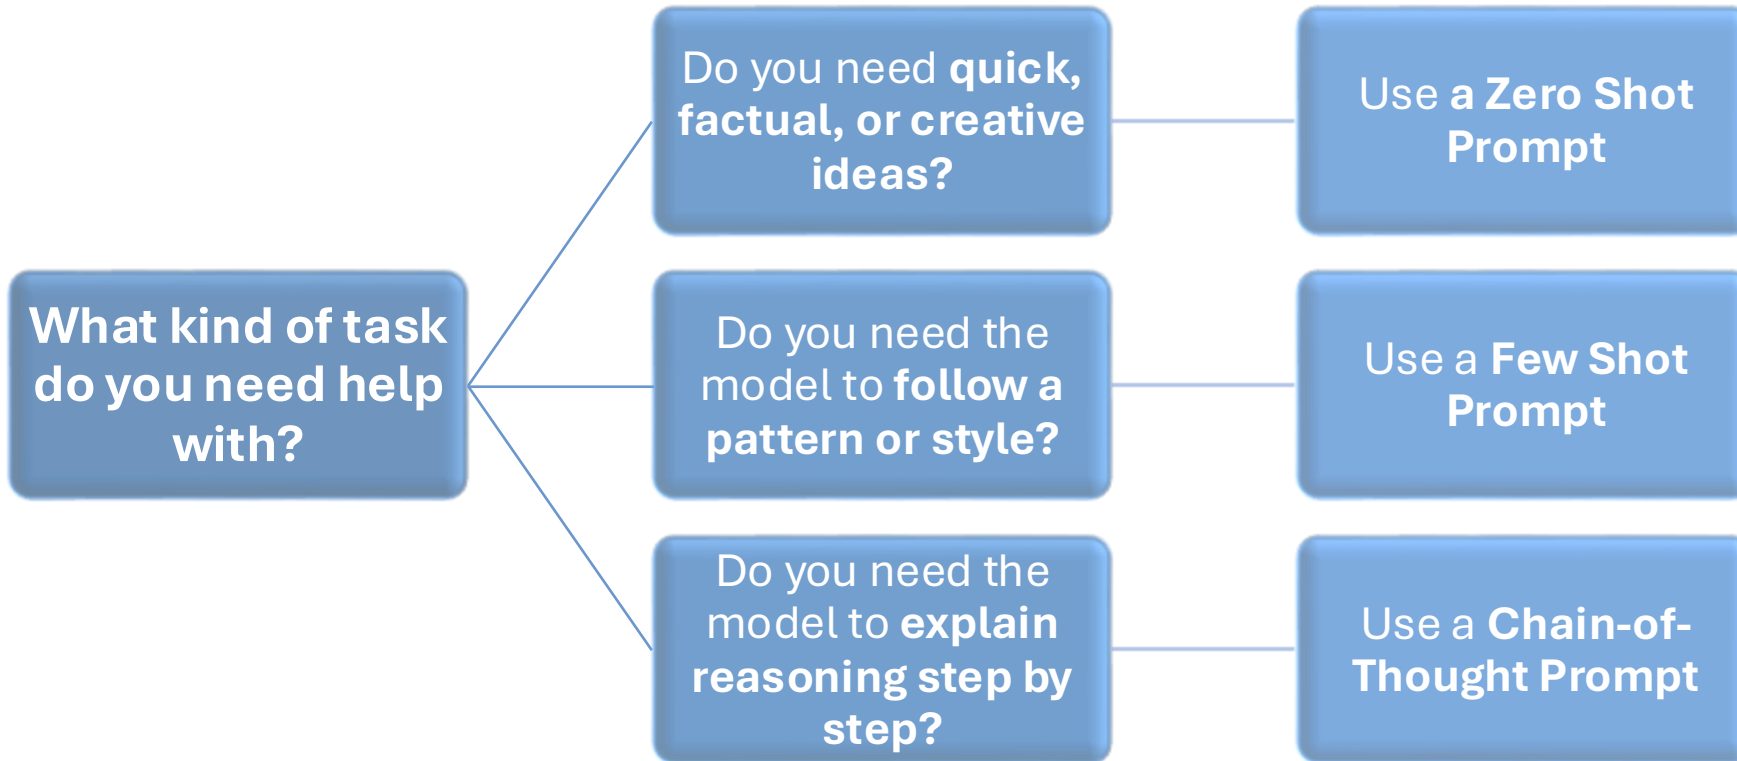 What kind of task
do you need help
with?
Do you need quick,
factual, or creative
ideas?
Use a Zero Shot
Prompt
Do you need the
model to follow a
pattern or style?
Use a Few Shot
Prompt
Do you need the
model to explain
reasoning step by
step?
Use a Chain-of-
Thought Prompt